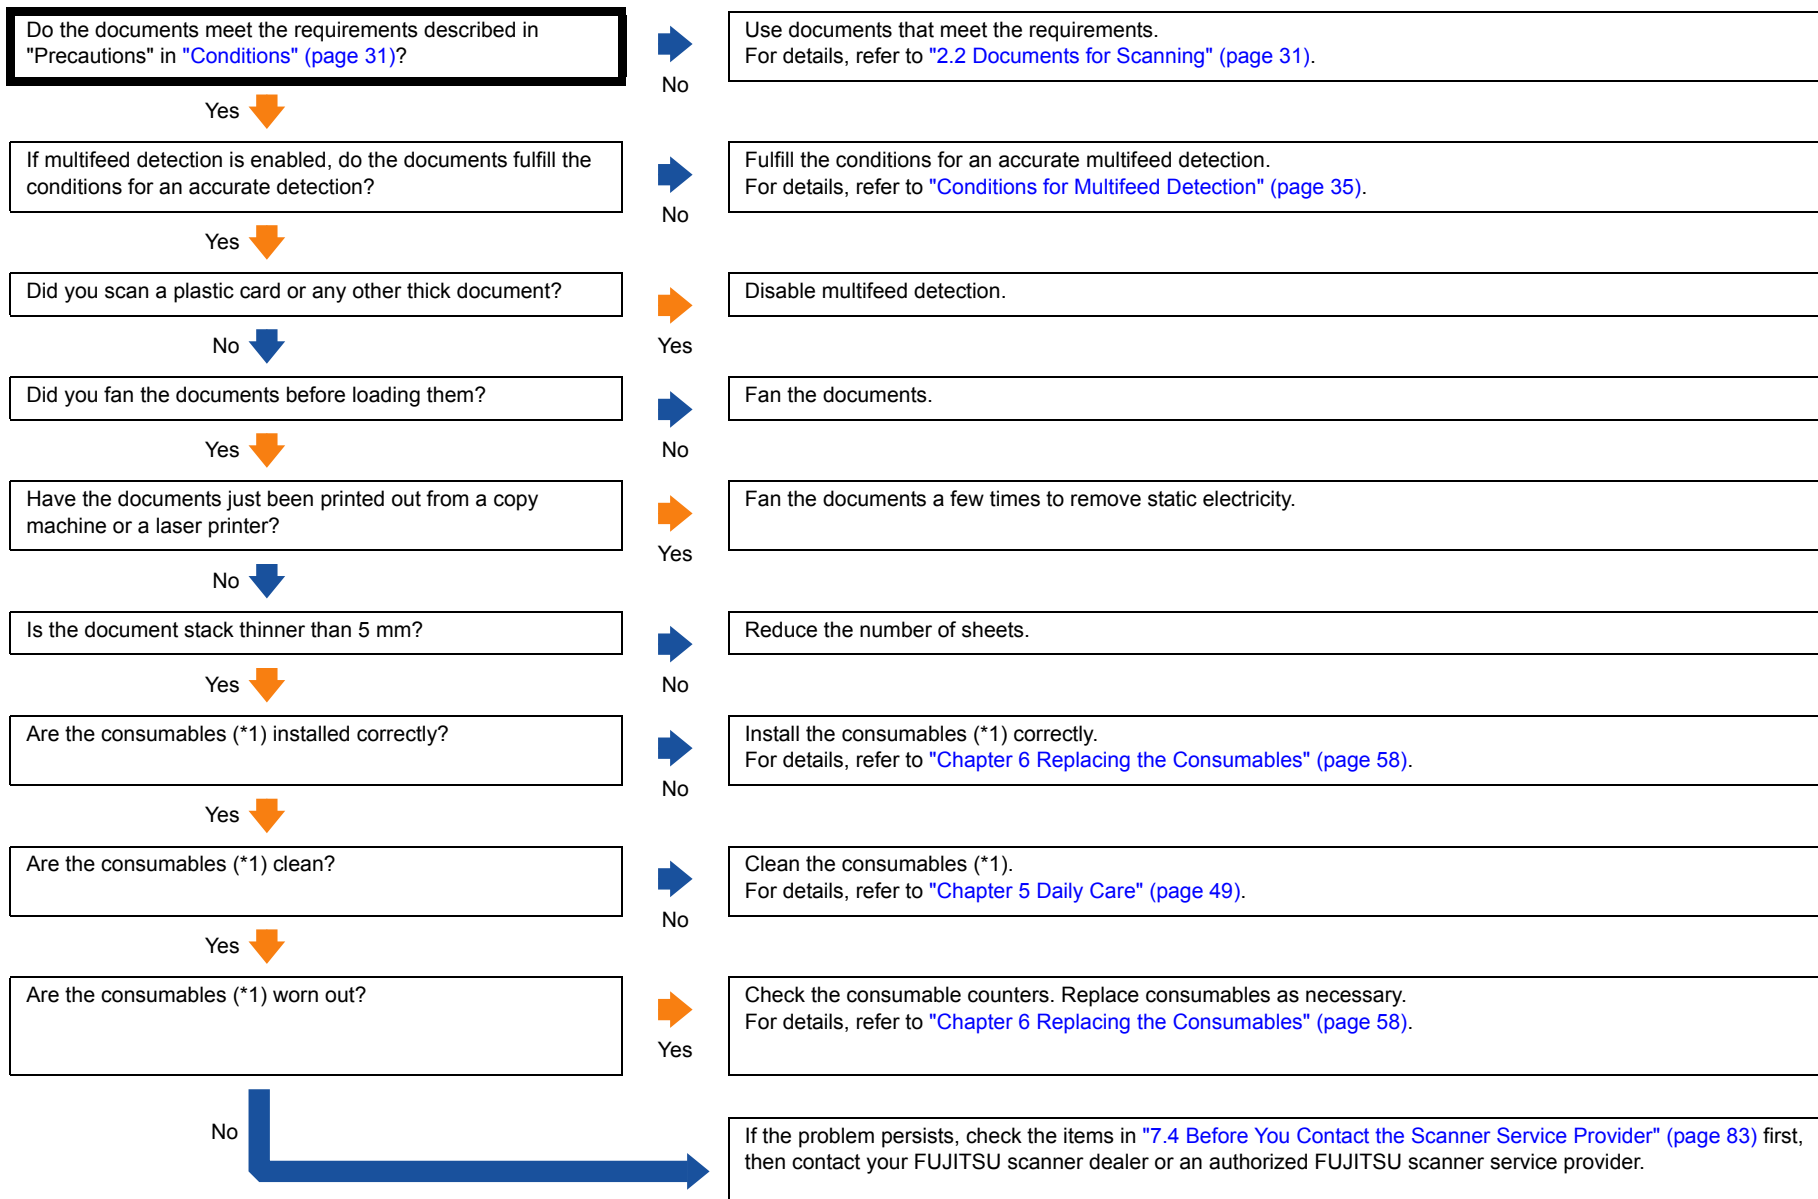 Do the documents meet the requirements described in
"Precautions" in "Conditions" (page 31)?
No
Use documents that meet the requirements.
For details, refer to "2.2 Documents for Scanning" (page 31).
Yes
If multifeed detection is enabled, do the documents fulfill the
conditions for an accurate detection?
No
Fulfill the conditions for an accurate multifeed detection.
For details, refer to "Conditions for Multifeed Detection" (page 35).
Yes
Did you scan a plastic card or any other thick document?
Yes
Disable multifeed detection.
No
Did you fan the documents before loading them?
No
Fan the documents.
Yes
Have the documents just been printed out from a copy
machine or a laser printer?
Yes
Fan the documents a few times to remove static electricity.
No
Is the document stack thinner than 5 mm?
No
Reduce the number of sheets.
Yes
Are the consumables (*1) installed correctly?
No
Install the consumables (*1) correctly.
For details, refer to "Chapter 6 Replacing the Consumables" (page 58).
Yes
Are the consumables (*1) clean?
No
Clean the consumables (*1).
For details, refer to "Chapter 5 Daily Care" (page 49).
Yes
Are the consumables (*1) worn out?
Yes
Check the consumable counters. Replace consumables as necessary.
For details, refer to "Chapter 6 Replacing the Consumables" (page 58).
No
If the problem persists, check the items in "7.4 Before You Contact the Scanner Service Provider" (page 83) first,
then contact your FUJITSU scanner dealer or an authorized FUJITSU scanner service provider.